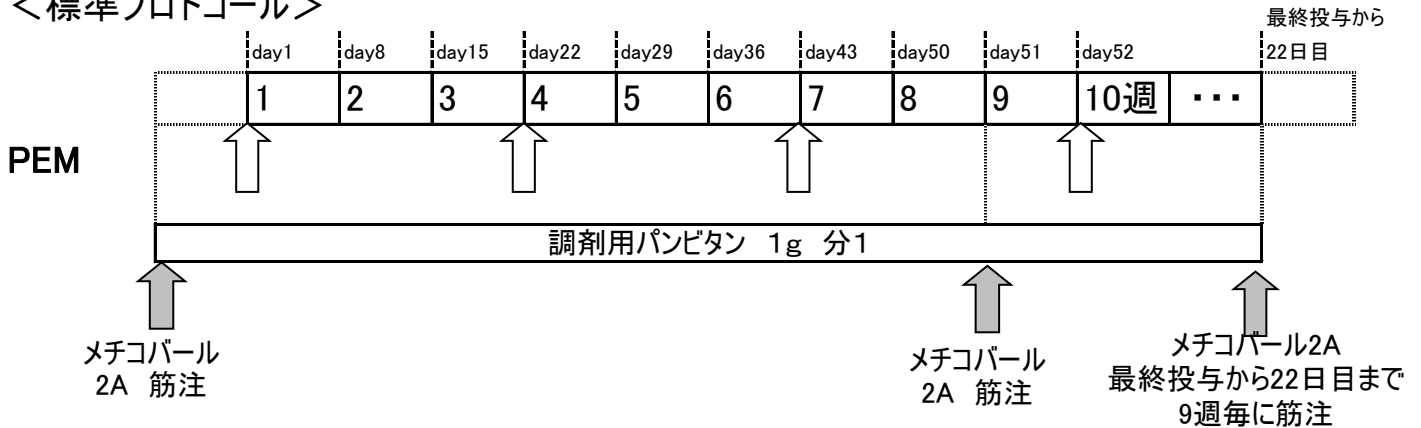 ＜標準プロトコール＞
最終投与から
day1 day8 day15 day22 day29 day36 day43 day50 day51 day52 22日目
1 2 3 4 5 6 7 8 9 10週 ・・・
PEM
調剤用パンビタン 1g 分1
メチコバール
2A 筋注
メチコバール
2A 筋注
メチコバール2A
最終投与から22日目まで
9週毎に筋注